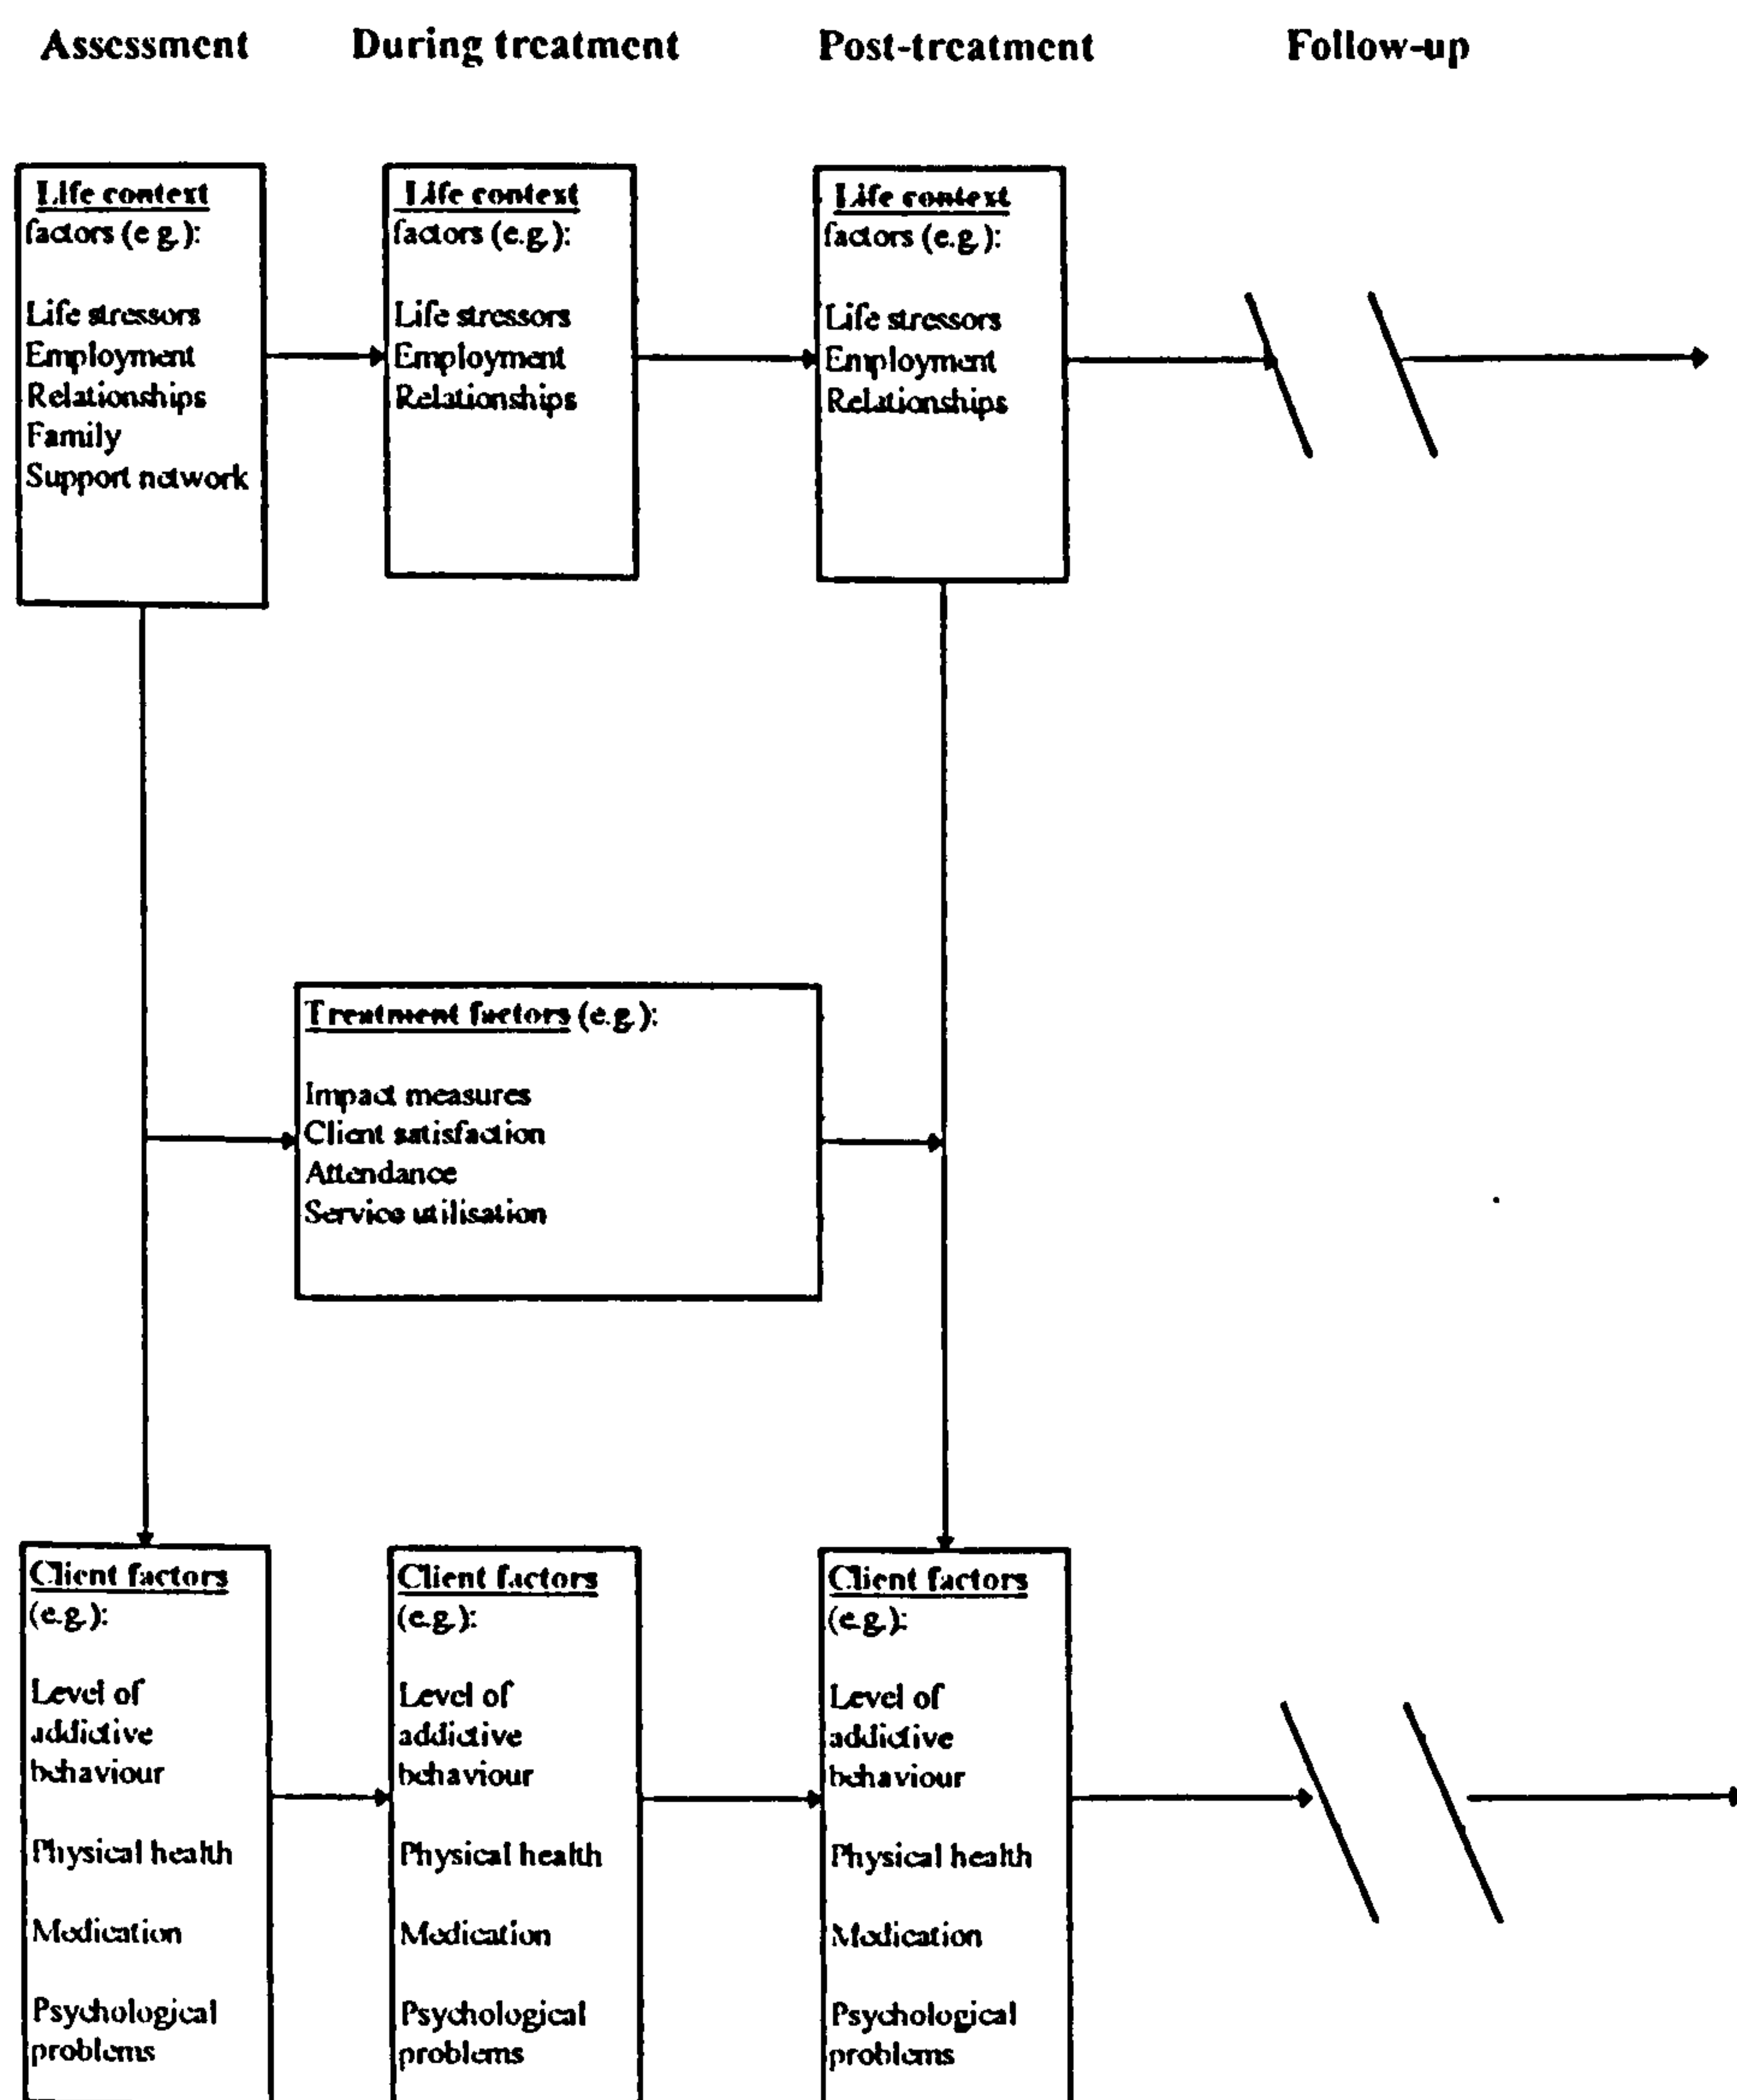 Assessment
During treatment
Post-treatment
Follow-up
Life context
factors (e g.):
Life stressors
Employment
Relationships
Family
Support network
Life context
factors (e.g.):
Life stressors
Employment
Relationships
Life context
factors (e.g.):
Life stressors
Employment
Relationships
Treatment factors (e.g.):
Impact measures
Client satisfaction
Attendance
Service utilisation
Client factors
(e.g.):
Level of
addictive
behaviour
Physical health
Medication
Psychological
problems
Client factors
(e.g.):
Level of
addictive
behaviour
Physical health
Medication
Psychological
problems
Client factors
(e.g.):
Level of
addictive
behaviour
Physical health
Medication
Psychological
problems